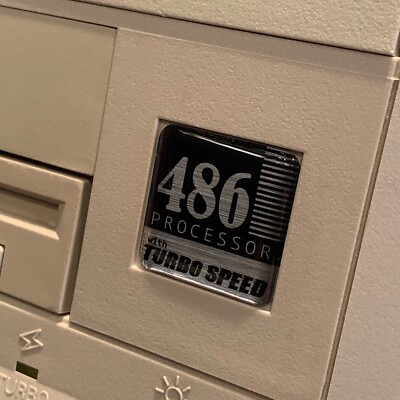 486
PROCESSOR
with
TURBO SPEED
TURBO